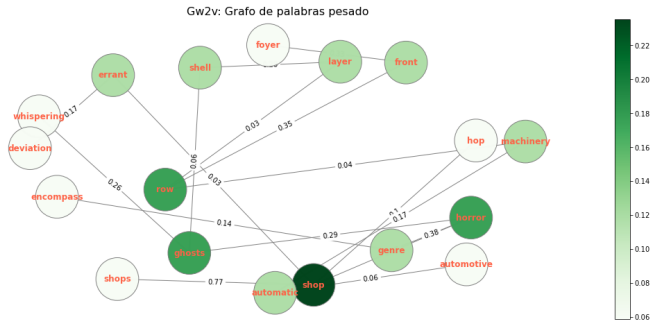 Gw2v: Grafo de palabras pesado
foyer
shell
layer
front
errant
0.22
whispering
0.17
0.20
deviation
0.03
0.35
hop
machinery
0.18
0.06
0.04
0.16
0.26
0.03
row
encompass
0.14
0.1
0.17
horror
0.14
0.29
0.38
0.12
ghosts
genre
automotive
0.10
shops
0.77
automatic
shop
0.06
0.08
0.06